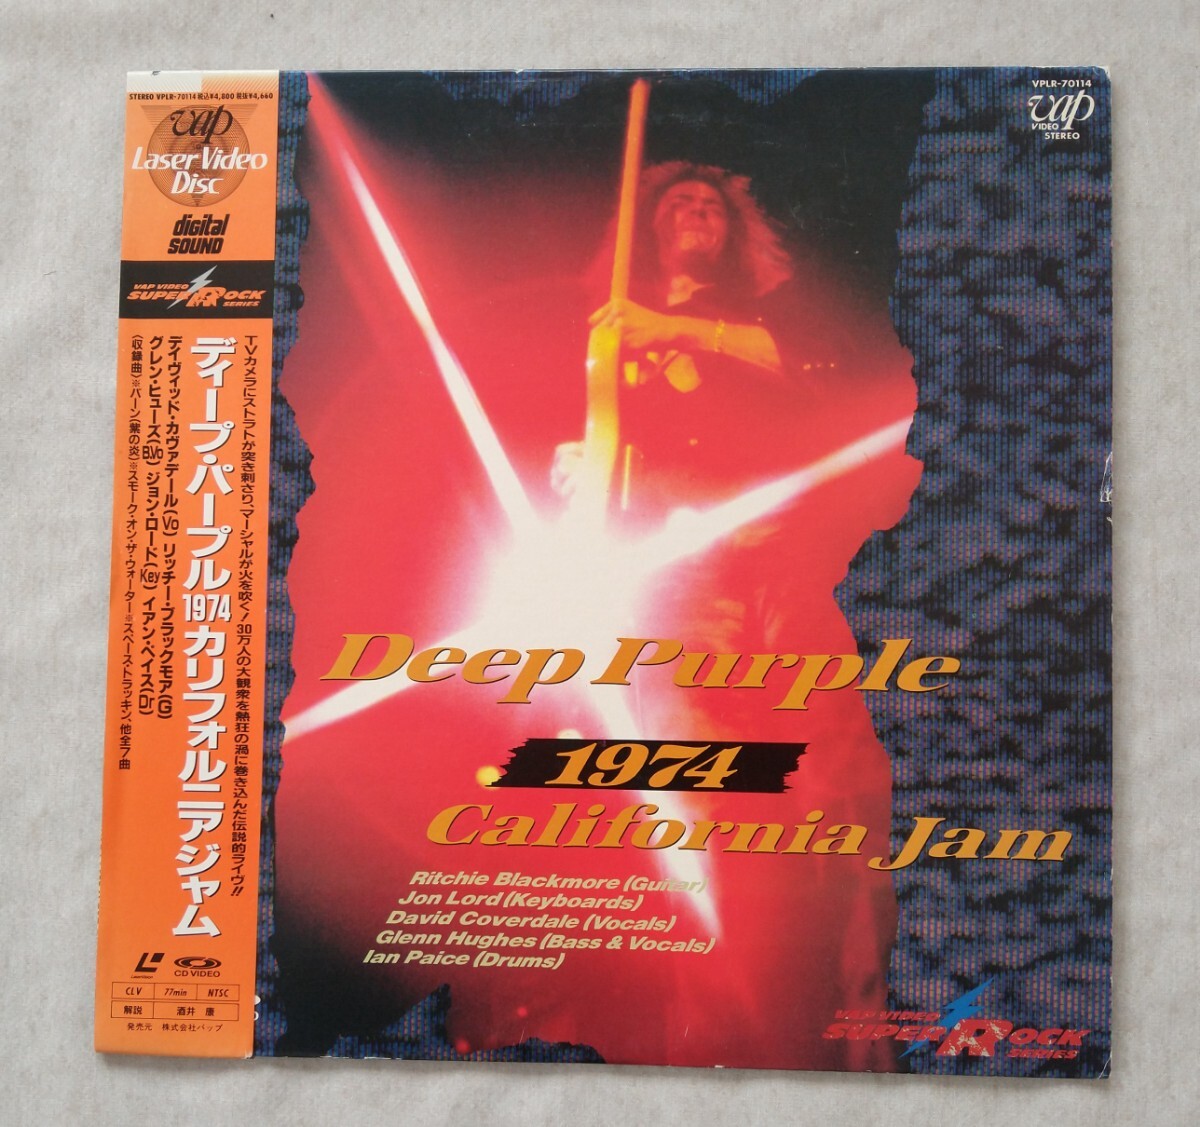 STEREO VPLR-70114 税込¥4,800 税抜¥4,660
vap
Laser Video
Disc
digital
SOUND
VAP VIDEO
SUPER ROCK
SERIES
TVカメラにストラトが突き刺さり、マーシャルが火を吹く!30万人の大観衆を熱狂の渦に巻き込んだ伝説的ライヴ!!
ディープ・パープル1974カリフォルニアジャム
デイヴィッド・カヴァデール(Vo) リッチー・ブラックモア(G)
グレン・ヒューズ(B.Vo) ジョン・ロード(Key) イアン・ペイス(Dr)
(収録曲)※バーン(紫の炎)※スモーク・オン・ザ・ウォーター※スペース・トラッキン、他全7曲
CD VIDEO
CLV 77min NTSC
解説 酒井 康
発売元 株式会社バップ
VPLR-70114
vap
VIDEO
STEREO
Deep Purple
1974
California Jam
Ritchie Blackmore (Guitar)
Jon Lord (Keyboards)
David Coverdale (Vocals)
Glenn Hughes (Bass & Vocals)
Ian Paice (Drums)
VAP VIDEO
SUPER ROCK
SERIES